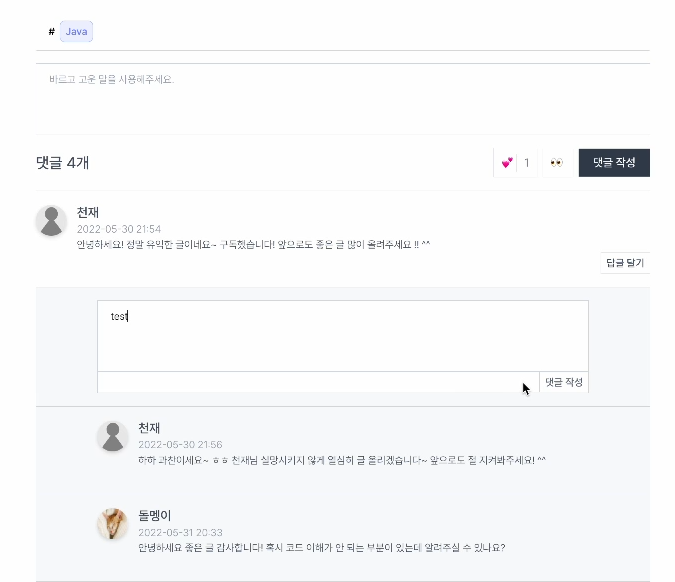 # Java
바르고 고운 말을 사용해주세요.
댓글 4개
💕 1 👀 댓글 작성
천재
2022-05-30 21:54
안녕하세요! 정말 유익한 글이네요~ 구독했습니다! 앞으로도 좋은 글 많이 올려주세요 !! ^^
답글 달기
test
댓글 작성
천재
2022-05-30 21:56
하하 과찬이세요~ ㅎㅎ 천재님 실망시키지 않게 열심히 글 올리겠습니다~ 앞으로도 잘 지켜봐주세요! ^^
돌멩이
2022-05-31 20:33
안녕하세요 좋은 글 감사합니다! 혹시 코드 이해가 안 되는 부분이 있는데 알려주실 수 있나요?